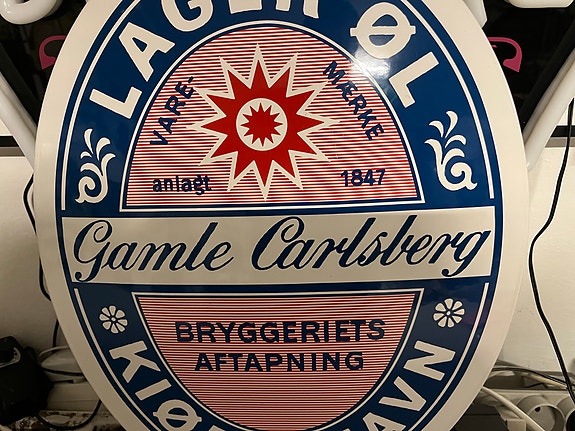 LAGER ØL
VARE-
MÆRKE
anlagt 1847
Gamle Carlsberg
BRYGGERIETS
AFTAPNING